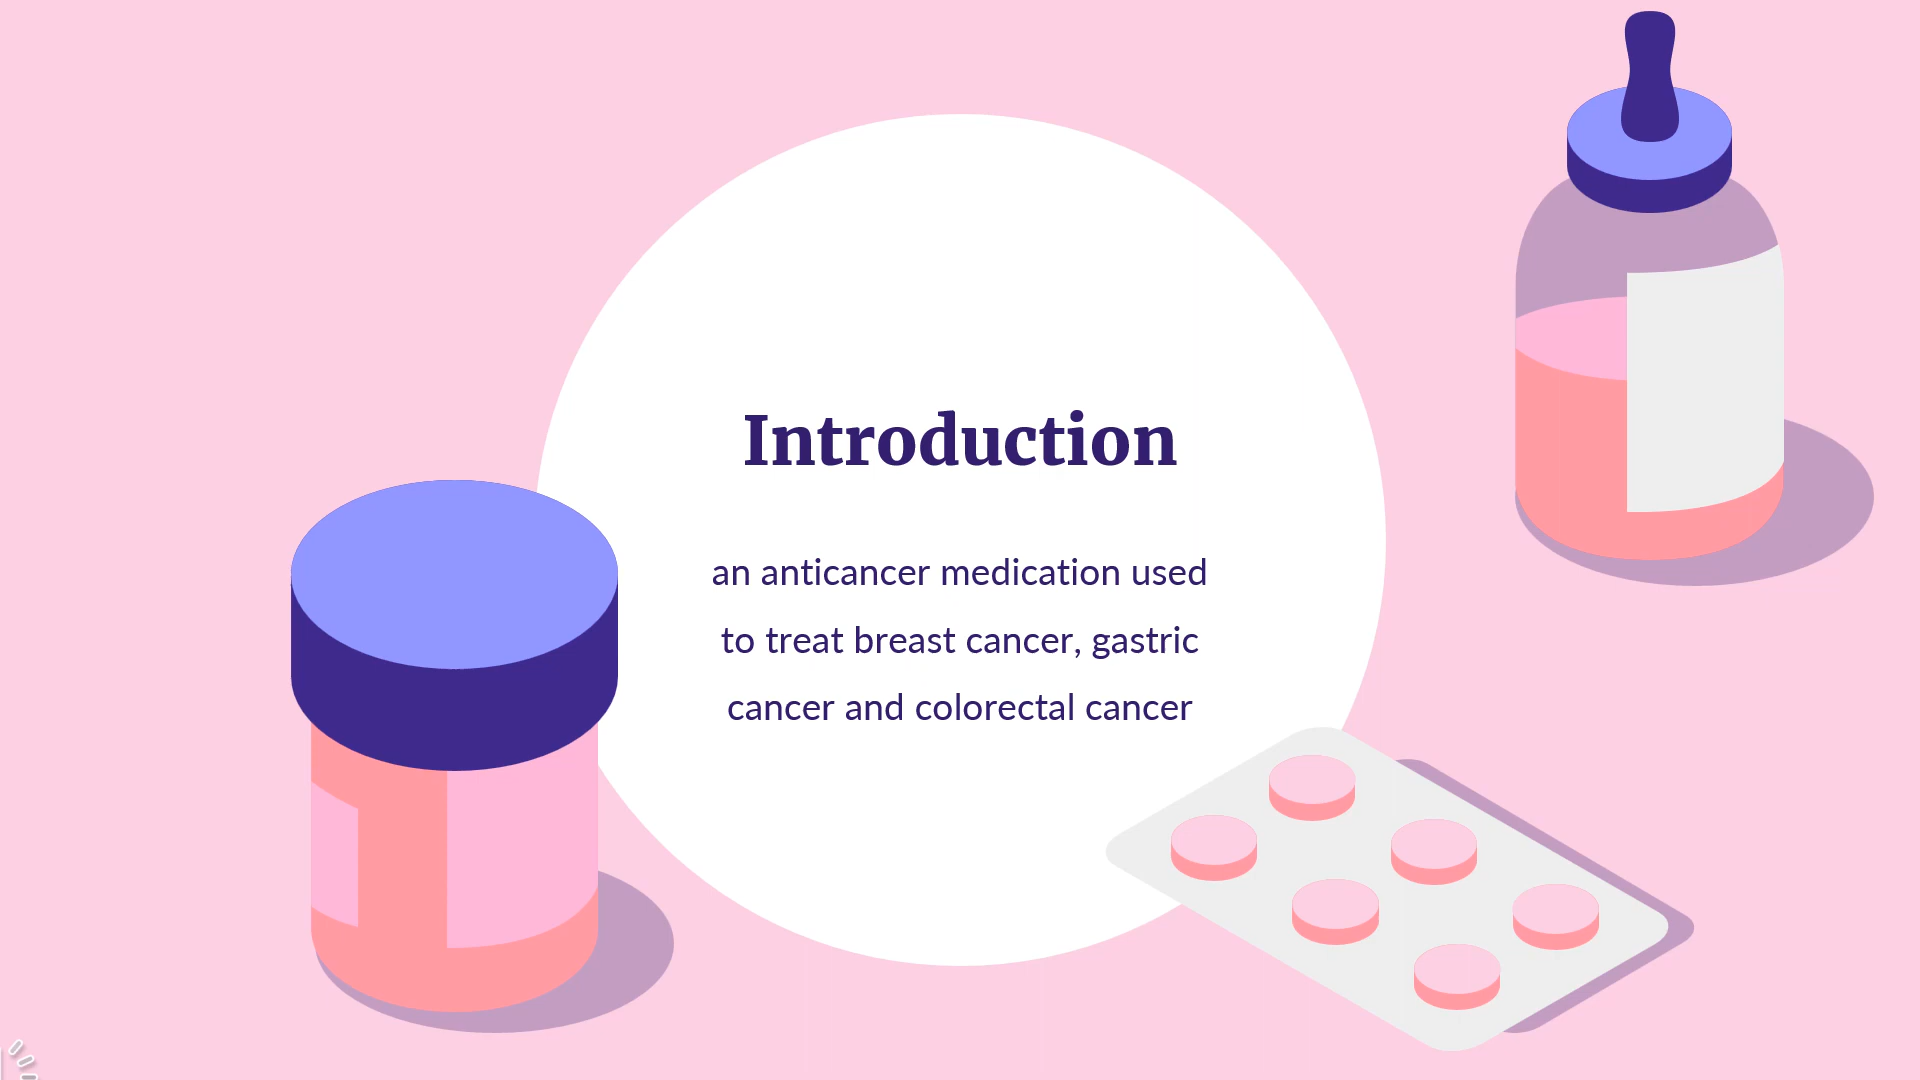 Introduction
an anticancer medication used
to treat breast cancer, gastric
cancer and colorectal cancer